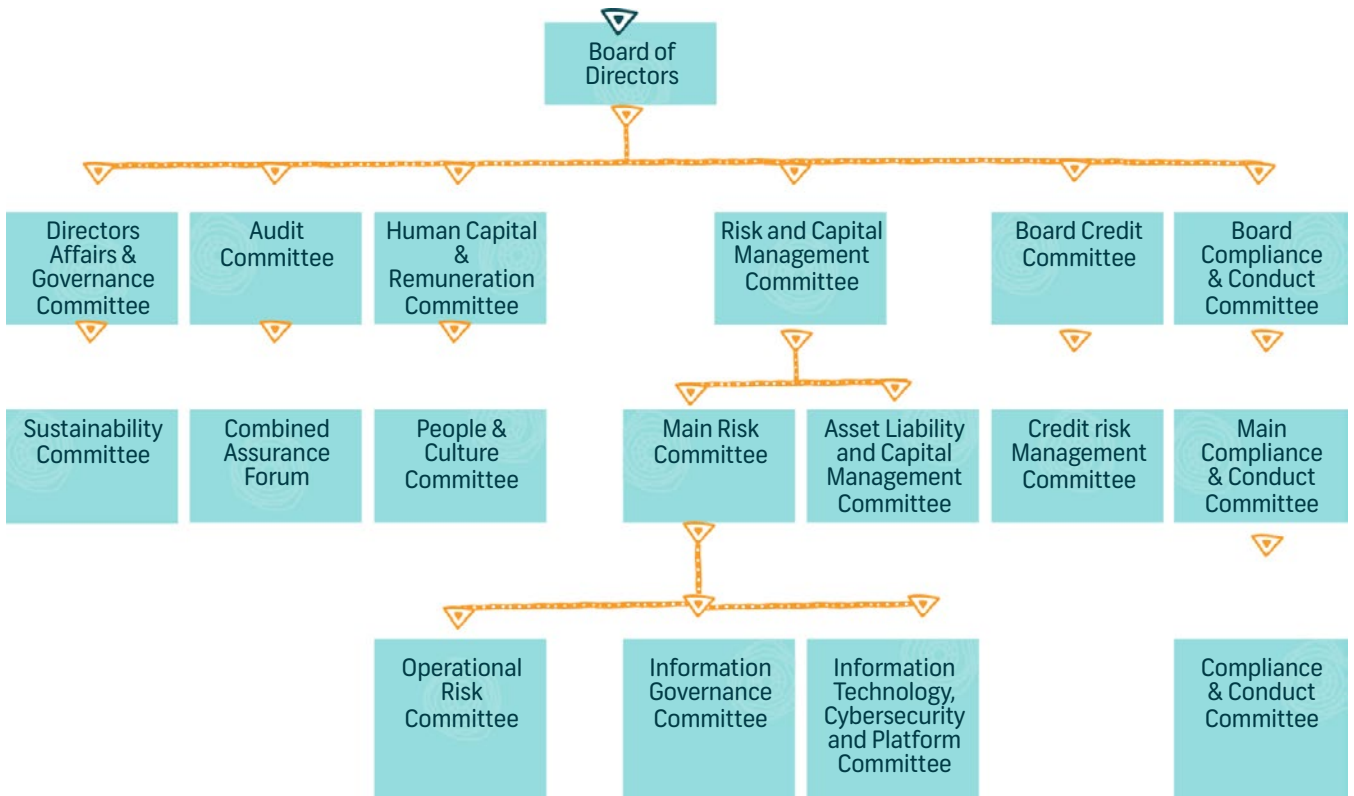 Board of
Directors
Directors
Affairs &
Governance
Committee
Audit
Committee
Human Capital
&
Remuneration
Committee
Risk and Capital
Management
Committee
Board Credit
Committee
Board
Compliance
& Conduct
Committee
Sustainability
Committee
Combined
Assurance
Forum
People &
Culture
Committee
Main Risk
Committee
Asset Liability
and Capital
Management
Committee
Credit risk
Management
Committee
Main
Compliance
& Conduct
Committee
Operational
Risk
Committee
Information
Governance
Committee
Information
Technology,
Cybersecurity
and Platform
Committee
Compliance
& Conduct
Committee